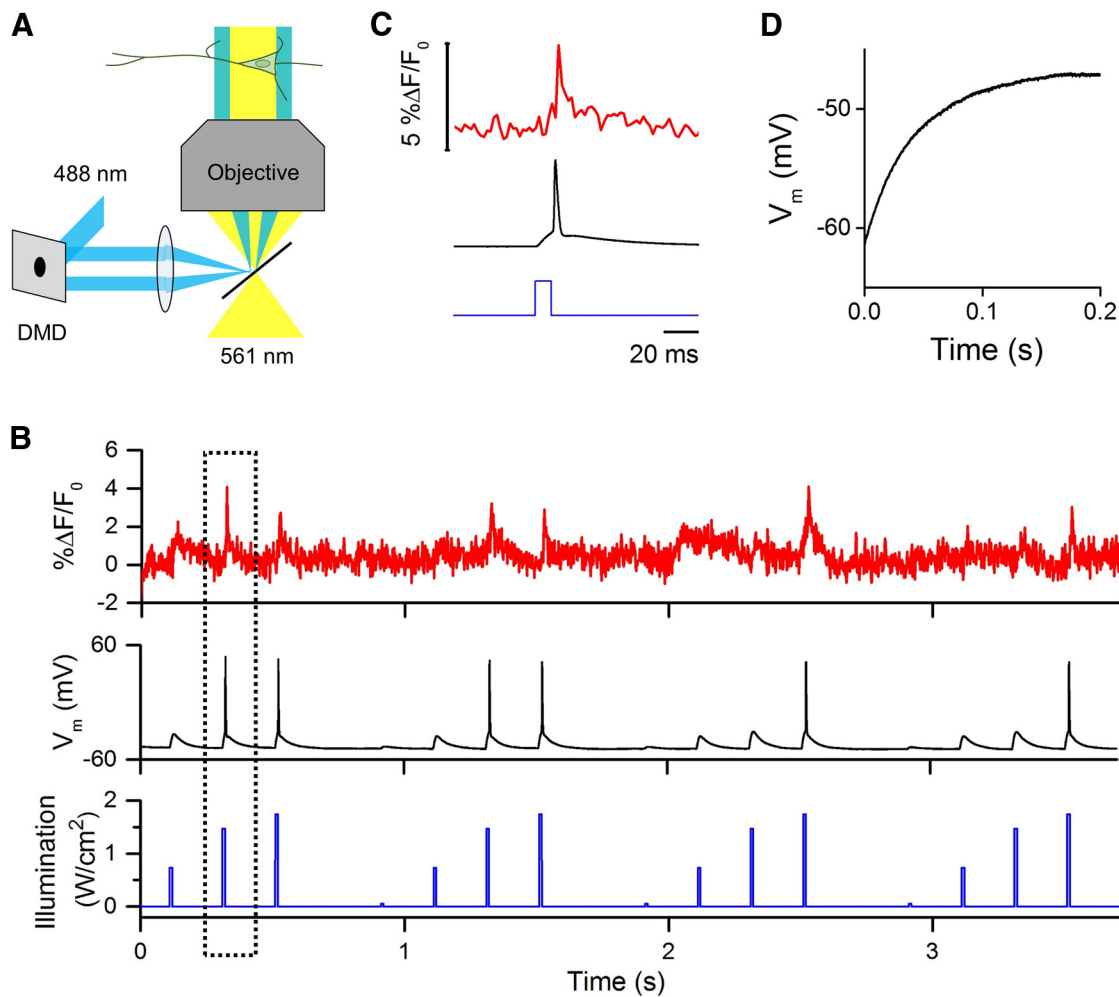 A
488 nm
Objective
DMD
561 nm
C
5 %ΔF/F₀
20 ms
D
-50
-60
Vₘ (mV)
0.0
0.1
0.2
Time (s)
B
6
4
2
0
-2
%ΔF/F₀
60
-60
Vₘ (mV)
2
1
0
Illumination
(W/cm²)
0
1
2
3
Time (s)